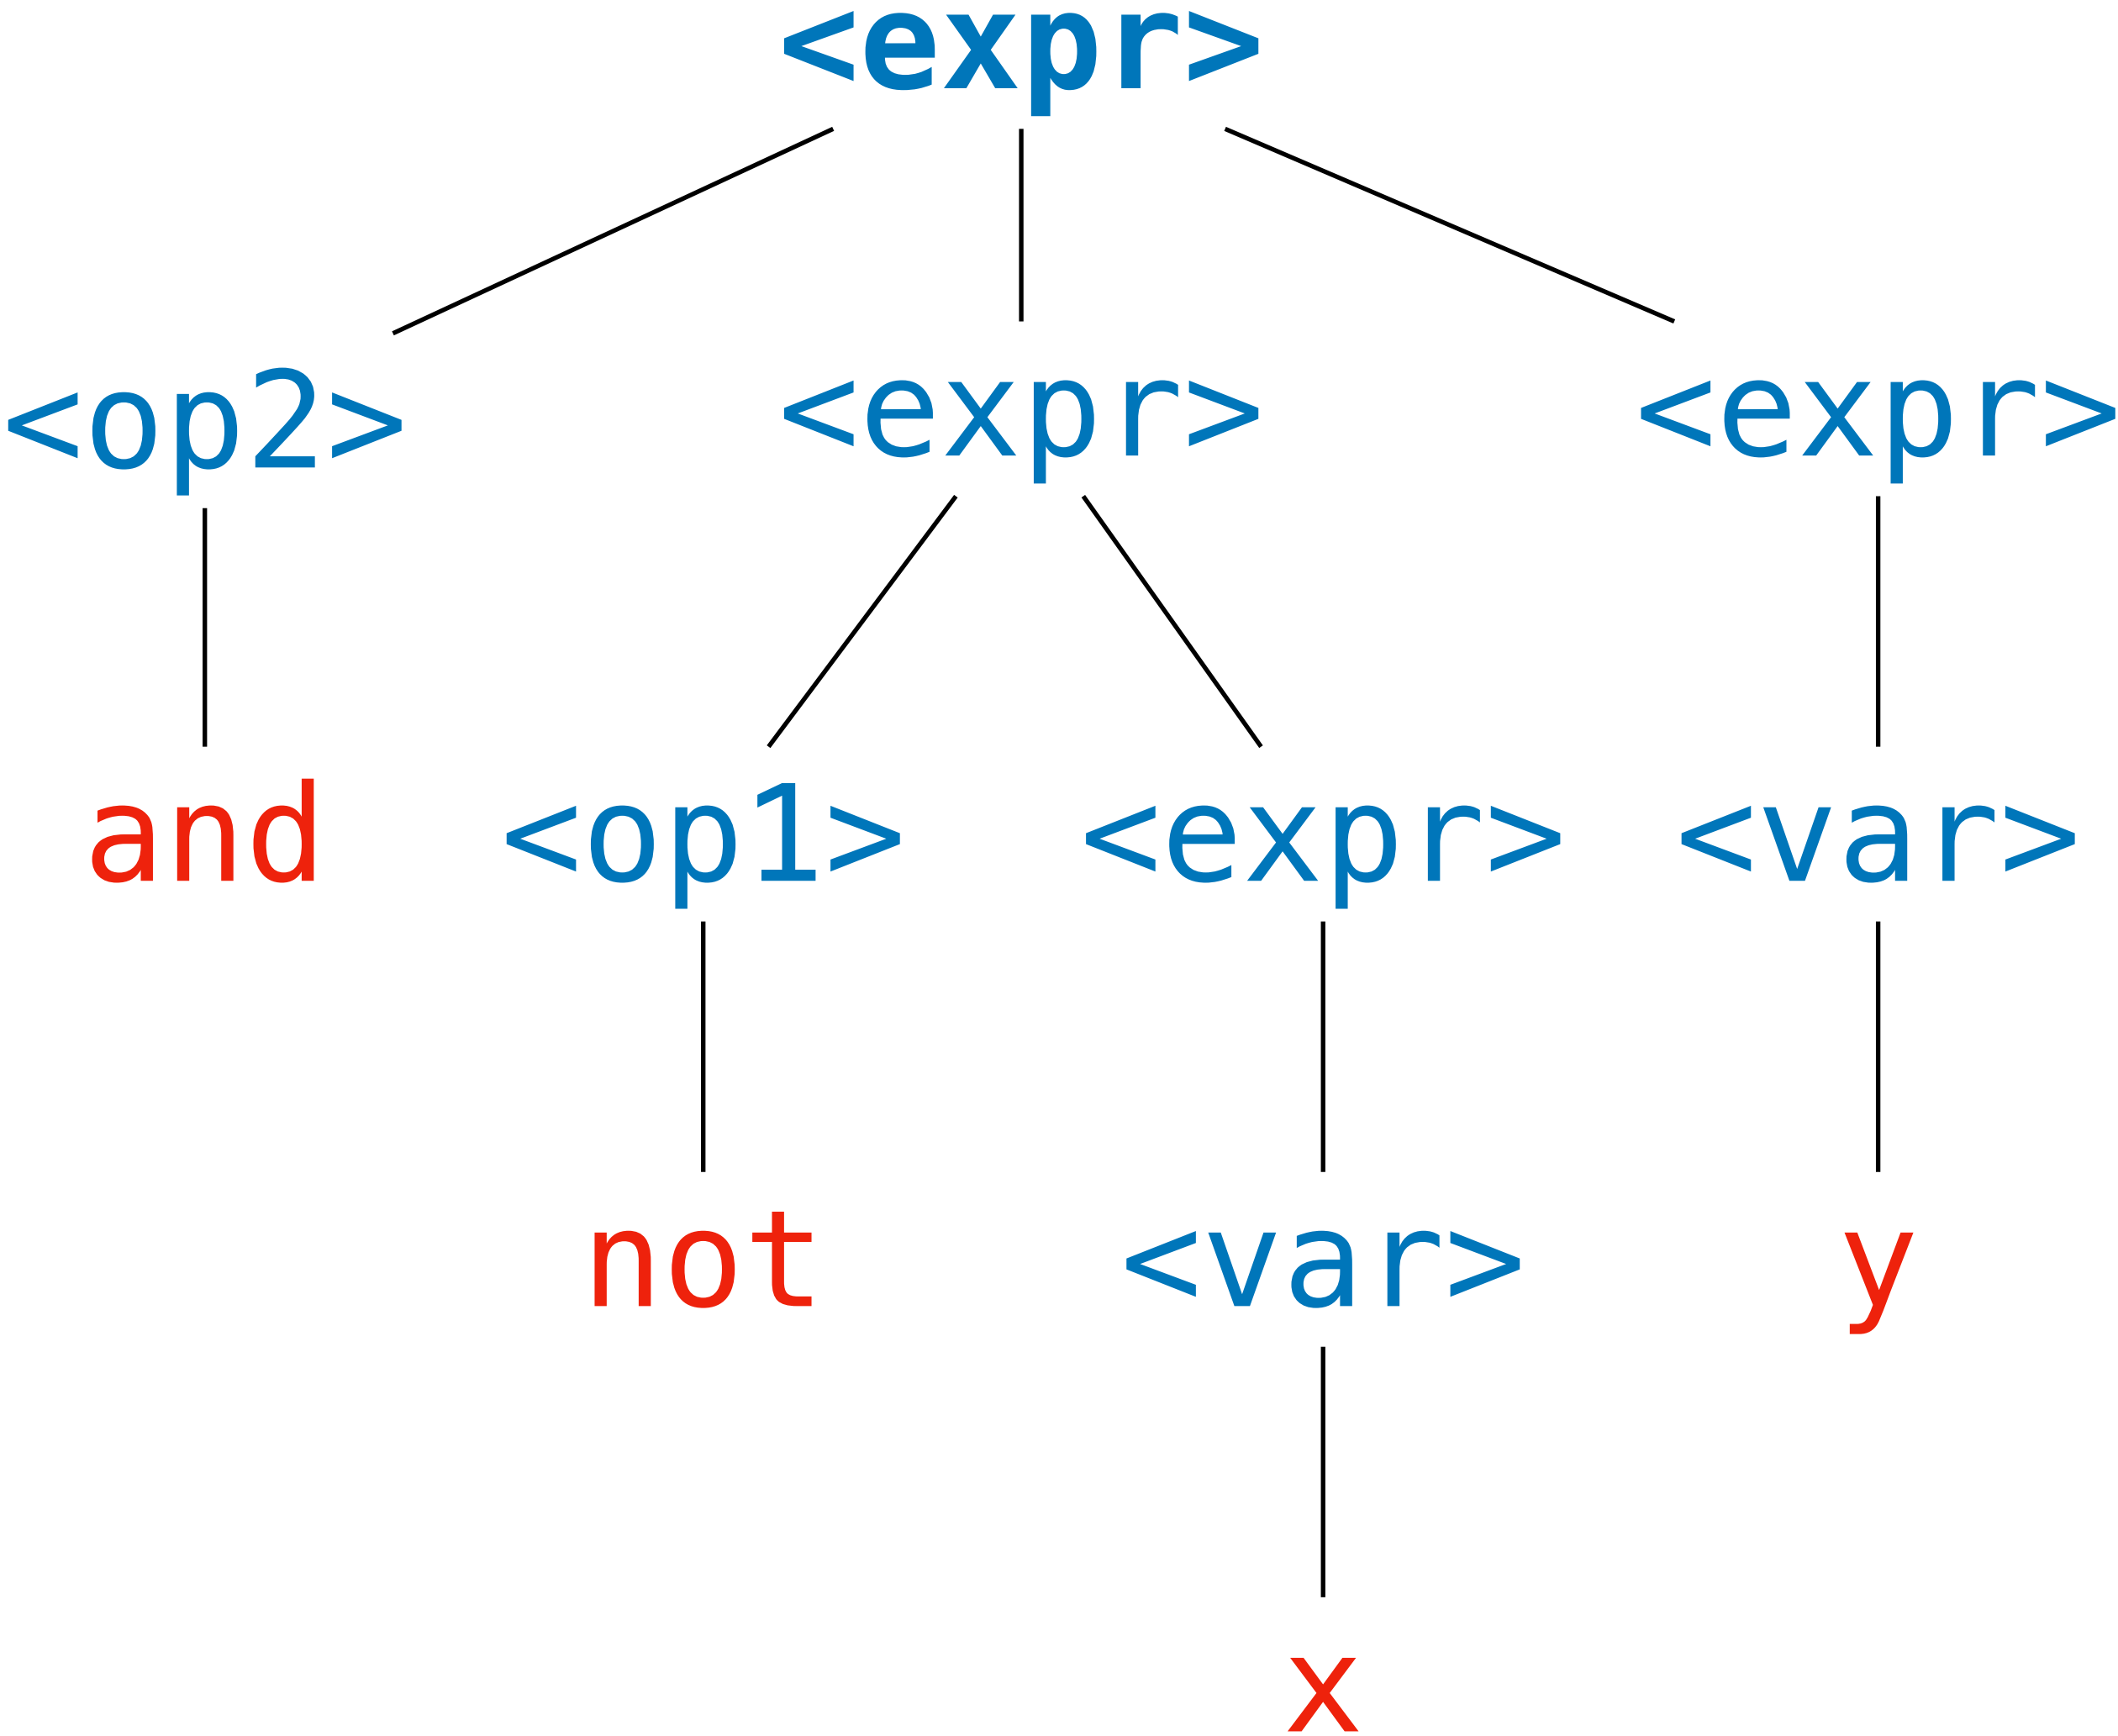 <expr>
<op2> <expr> <expr>
and <op1> <expr> <var>
not <var> y
x